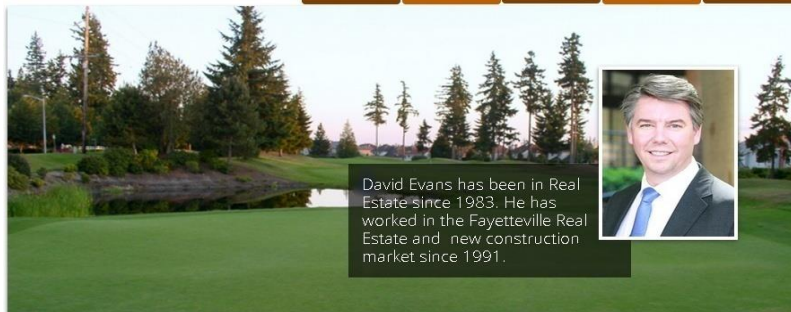 David Evans has been in Real
Estate since 1983. He has
worked in the Fayetteville Real
Estate and new construction
market since 1991.